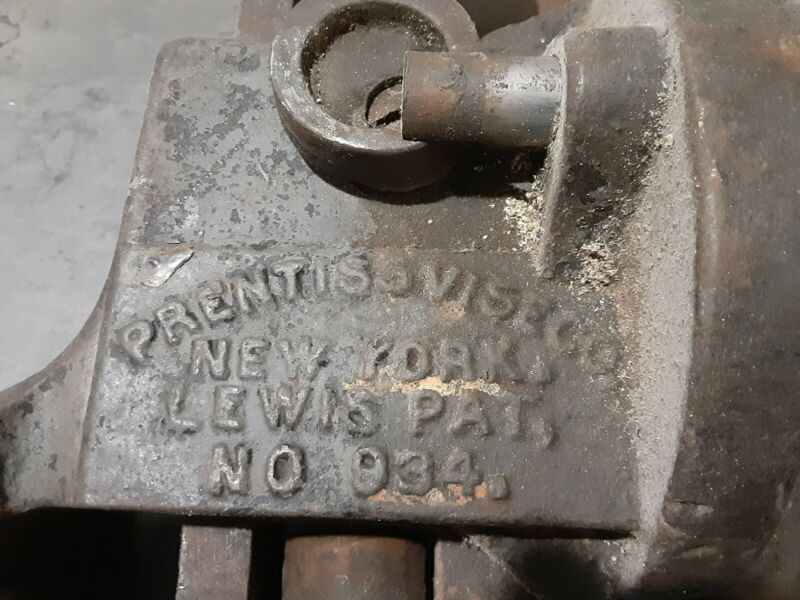 PRENTISS VISE CO
NEW YORK.
LEWIS PAT,
NO 934.